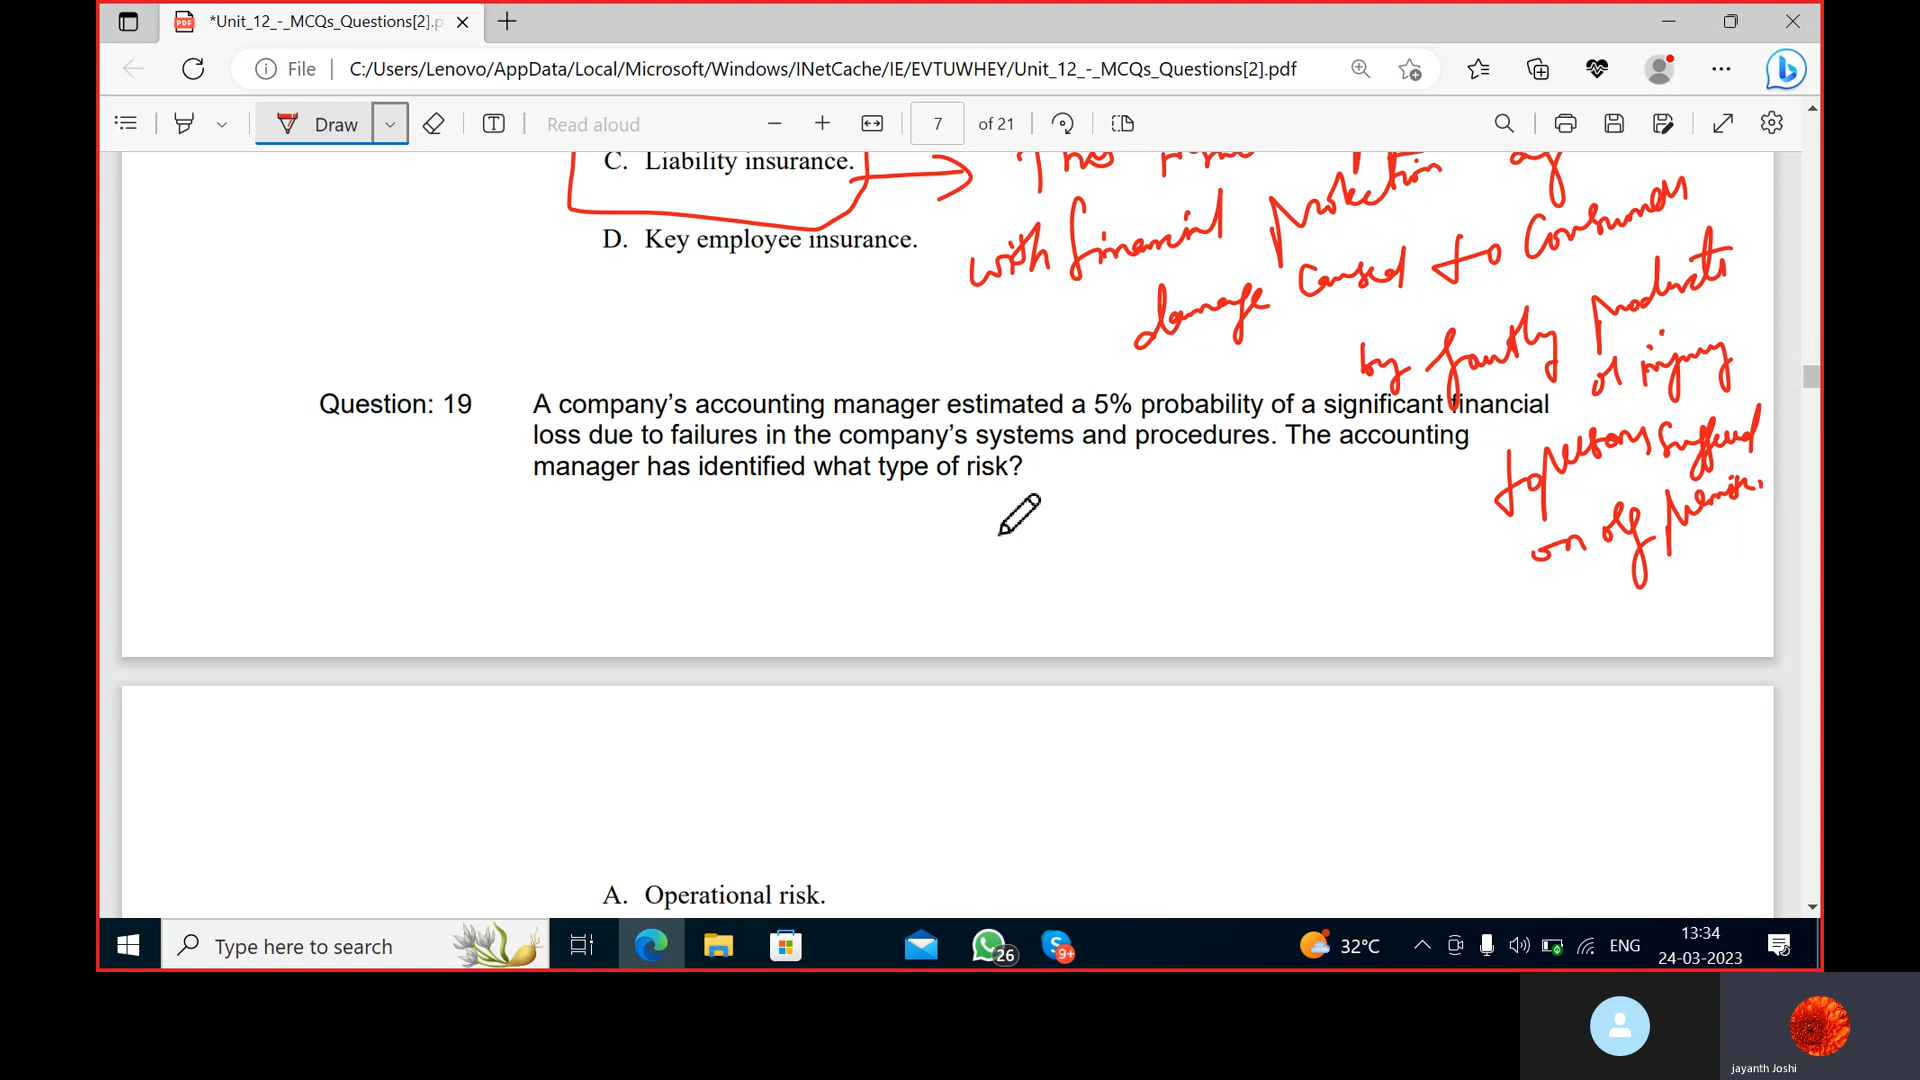 *Unit_12_-_MCQs_Questions[2].p
File
C:/Users/Lenovo/AppData/Local/Microsoft/Windows/INetCache/IE/EVTUWHEY/Unit_12_-_MCQs_Questions[2].pdf
Draw
Read aloud
7 of 21
C. Liability insurance.
D. Key employee insurance.
with financial protection of
damage caused to consumers
by faulty products
or injury
to persons suffered
on
Question: 19
A company’s accounting manager estimated a 5% probability of a significant financial
loss due to failures in the company’s systems and procedures. The accounting
manager has identified what type of risk?
A. Operational risk.
Type here to search
26
9+
32°C
ENG
13:34
24-03-2023
jayanth Joshi